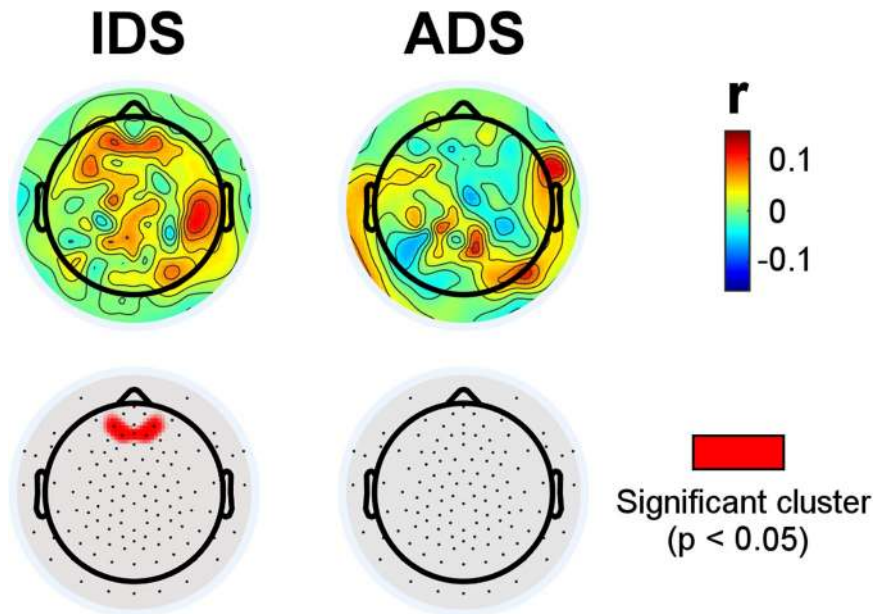 IDS
ADS
r
0.1
0
-0.1
Significant cluster
(p < 0.05)